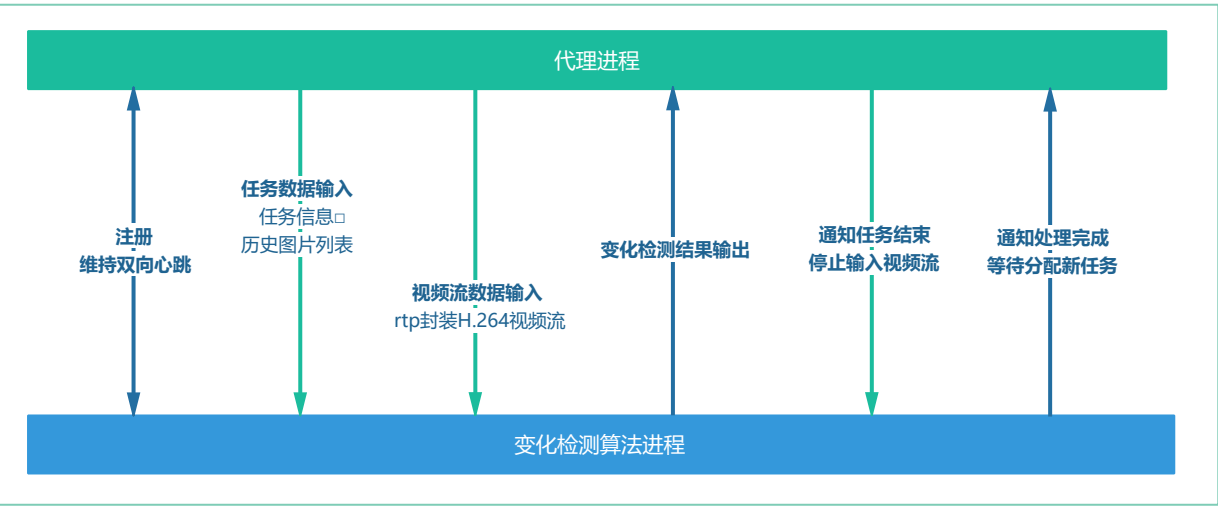 代理进程
注册
维持双向心跳
任务数据输入
任务信息□
历史图片列表
视频流数据输入
rtp封装H.264视频流
变化检测结果输出
通知任务结束
停止输入视频流
通知处理完成
等待分配新任务
变化检测算法进程